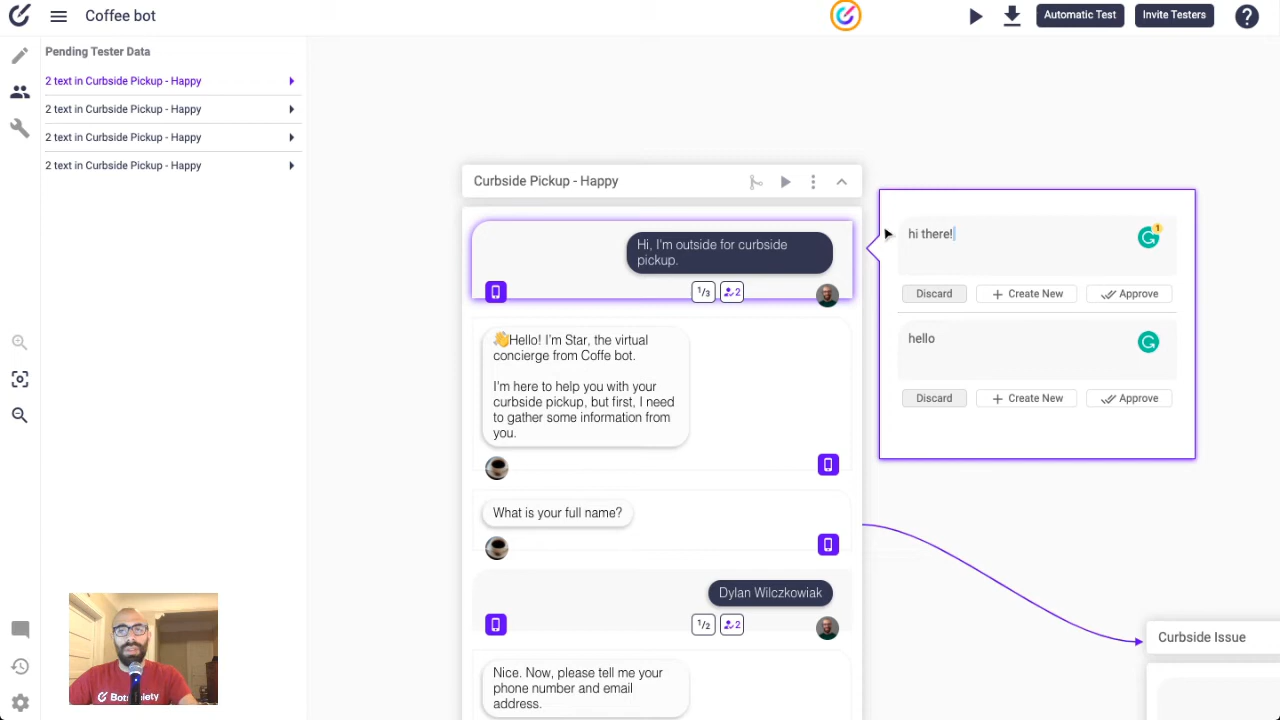 Coffee bot
Automatic Test
Invite Testers
?
Pending Tester Data
2 text in Curbside Pickup - Happy
2 text in Curbside Pickup - Happy
2 text in Curbside Pickup - Happy
2 text in Curbside Pickup - Happy
Curbside Pickup - Happy
Hi, I'm outside for curbside
pickup.
1/3
2
👋Hello! I'm Star, the virtual
concierge from Coffe bot.
I'm here to help you with your
curbside pickup, but first, I need
to gather some information from
you.
What is your full name?
Dylan Wilczkowiak
1/2
2
Nice. Now, please tell me your
phone number and email
address.
hi there!
1
Discard
Create New
Approve
hello
Discard
Create New
Approve
Curbside Issue